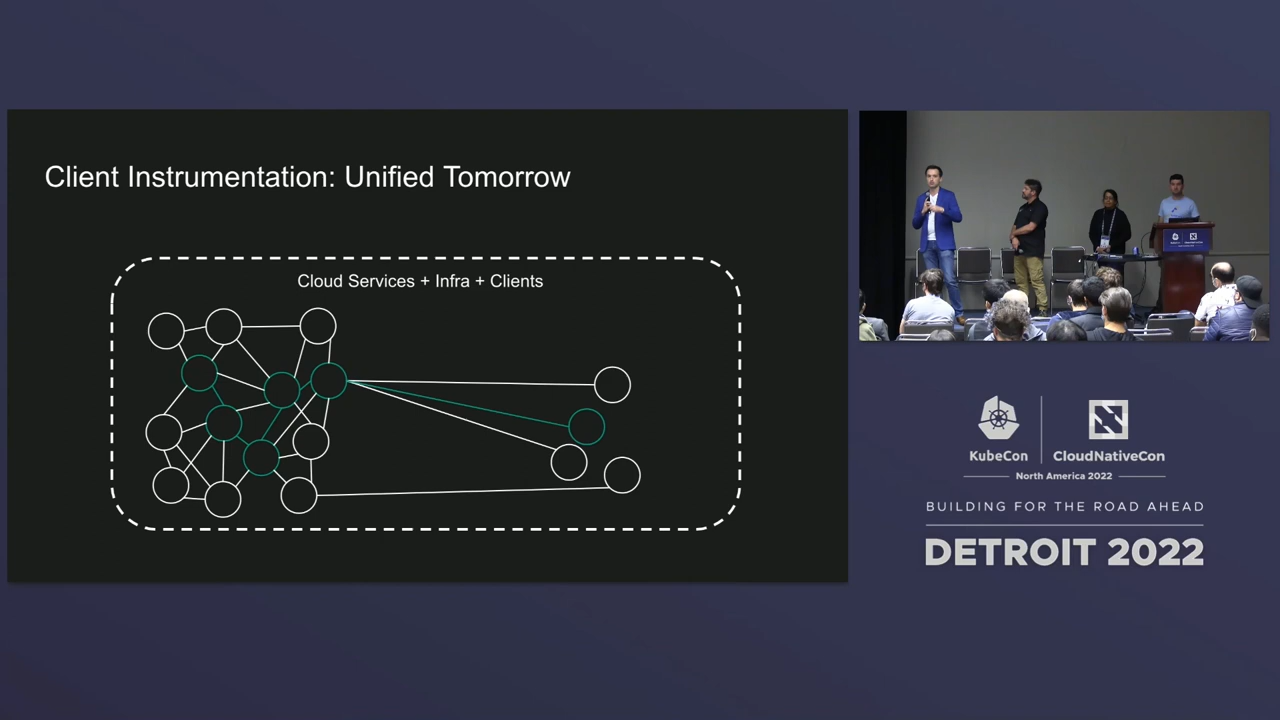 Client Instrumentation: Unified Tomorrow
Cloud Services + Infra + Clients
KubeCon
CloudNativeCon
North America 2022
BUILDING FOR THE ROAD AHEAD
DETROIT 2022